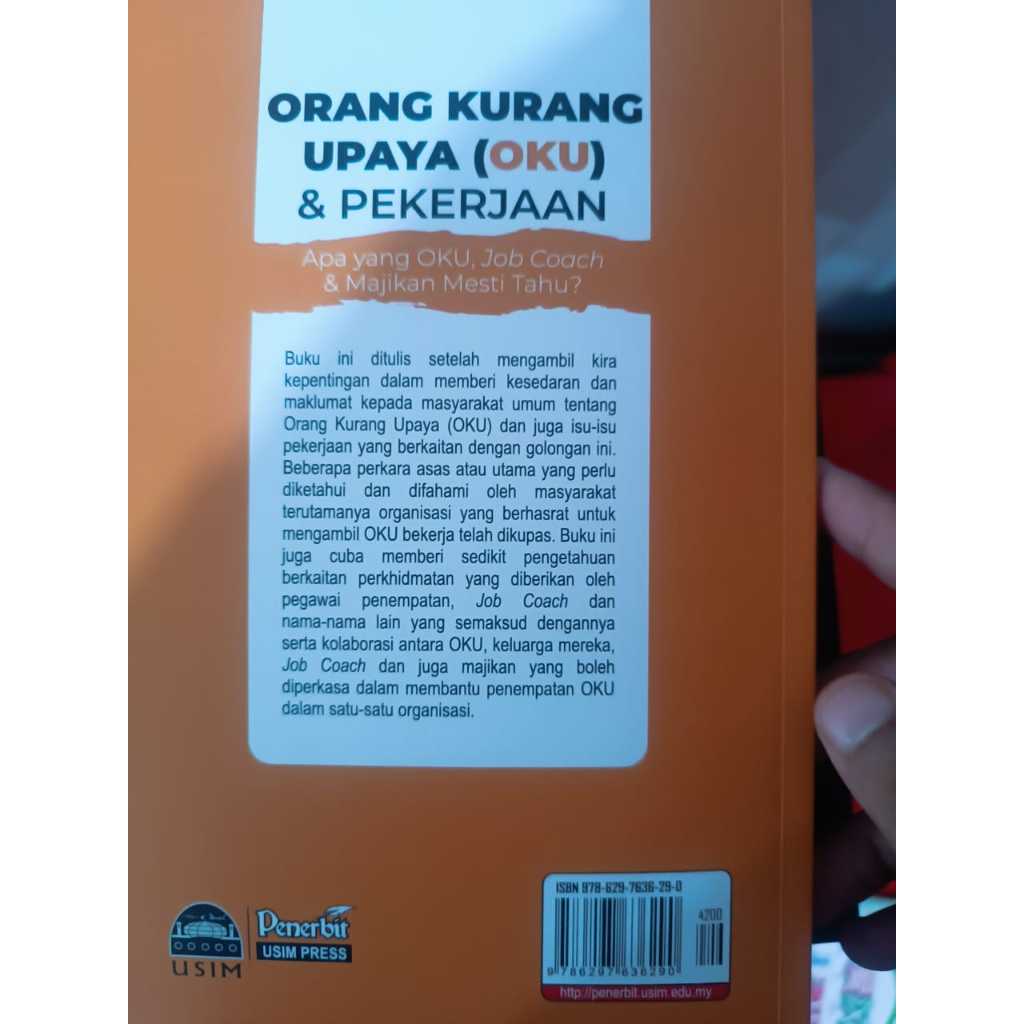 ORANG KURANG
UPAYA (OKU)
& PEKERJAAN
Apa yang OKU, Job Coach
& Majikan Mesti Tahu?
Buku ini ditulis setelah mengambil kira
kepentingan dalam memberi kesedaran dan
maklumat kepada masyarakat umum tentang
Orang Kurang Upaya (OKU) dan juga isu-isu
pekerjaan yang berkaitan dengan golongan ini.
Beberapa perkara asas atau utama yang perlu
diketahui dan difahami oleh masyarakat
terutamanya organisasi yang berhasrat untuk
mengambil OKU bekerja telah dikupas. Buku ini
juga cuba memberi sedikit pengetahuan
berkaitan perkhidmatan yang diberikan oleh
pegawai penempatan, Job Coach dan
nama-nama lain yang semaksud dengannya
serta kolaborasi antara OKU, keluarga mereka,
Job Coach dan juga majikan yang boleh
diperkasa dalam membantu penempatan OKU
dalam satu-satu organisasi.
USIM
Penerbit
USIM PRESS
ISBN 978-629-7636-29-0
4200
9 786297 636290
http://penerbit.usim.edu.my